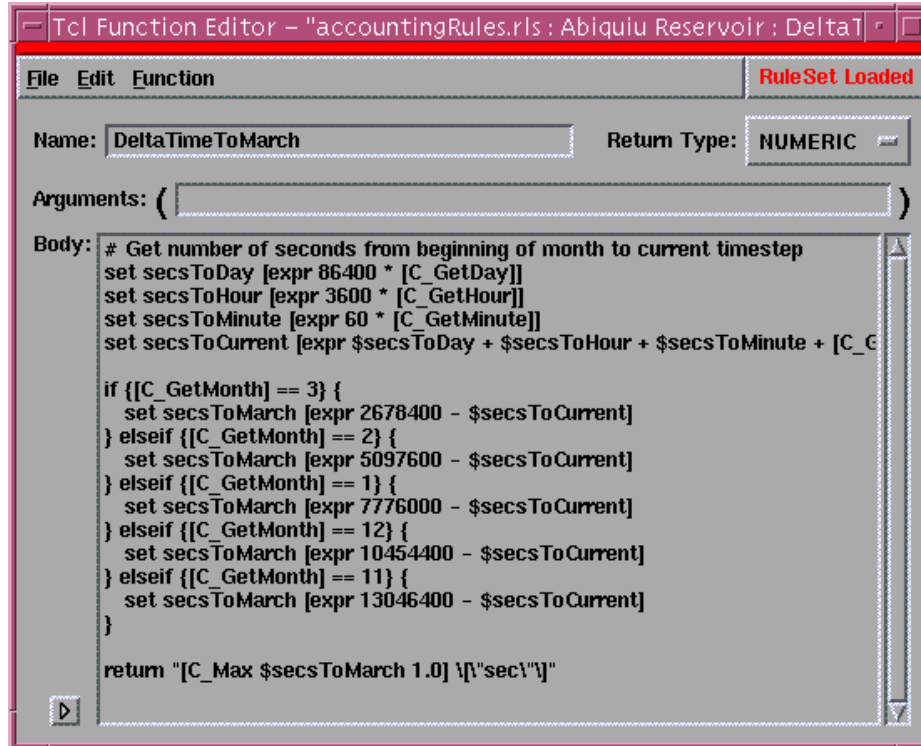 Tcl Function Editor – "accountingRules.rls : Abiquiu Reservoir : DeltaT
File Edit Function RuleSet Loaded
Name: DeltaTimeToMarch Return Type: NUMERIC
Arguments: ( )
Body: # Get number of seconds from beginning of month to current timestep
set secsToDay [expr 86400 * [C_GetDay]]
set secsToHour [expr 3600 * [C_GetHour]]
set secsToMinute [expr 60 * [C_GetMinute]]
set secsToCurrent [expr $secsToDay + $secsToHour + $secsToMinute + [C_G
if {[C_GetMonth] == 3} {
set secsToMarch [expr 2678400 - $secsToCurrent]
} elseif {[C_GetMonth] == 2} {
set secsToMarch [expr 5097600 - $secsToCurrent]
} elseif {[C_GetMonth] == 1} {
set secsToMarch [expr 7776000 - $secsToCurrent]
} elseif {[C_GetMonth] == 12} {
set secsToMarch [expr 10454400 - $secsToCurrent]
} elseif {[C_GetMonth] == 11} {
set secsToMarch [expr 13046400 - $secsToCurrent]
}
return "[C_Max $secsToMarch 1.0] \[\"sec\"\]"